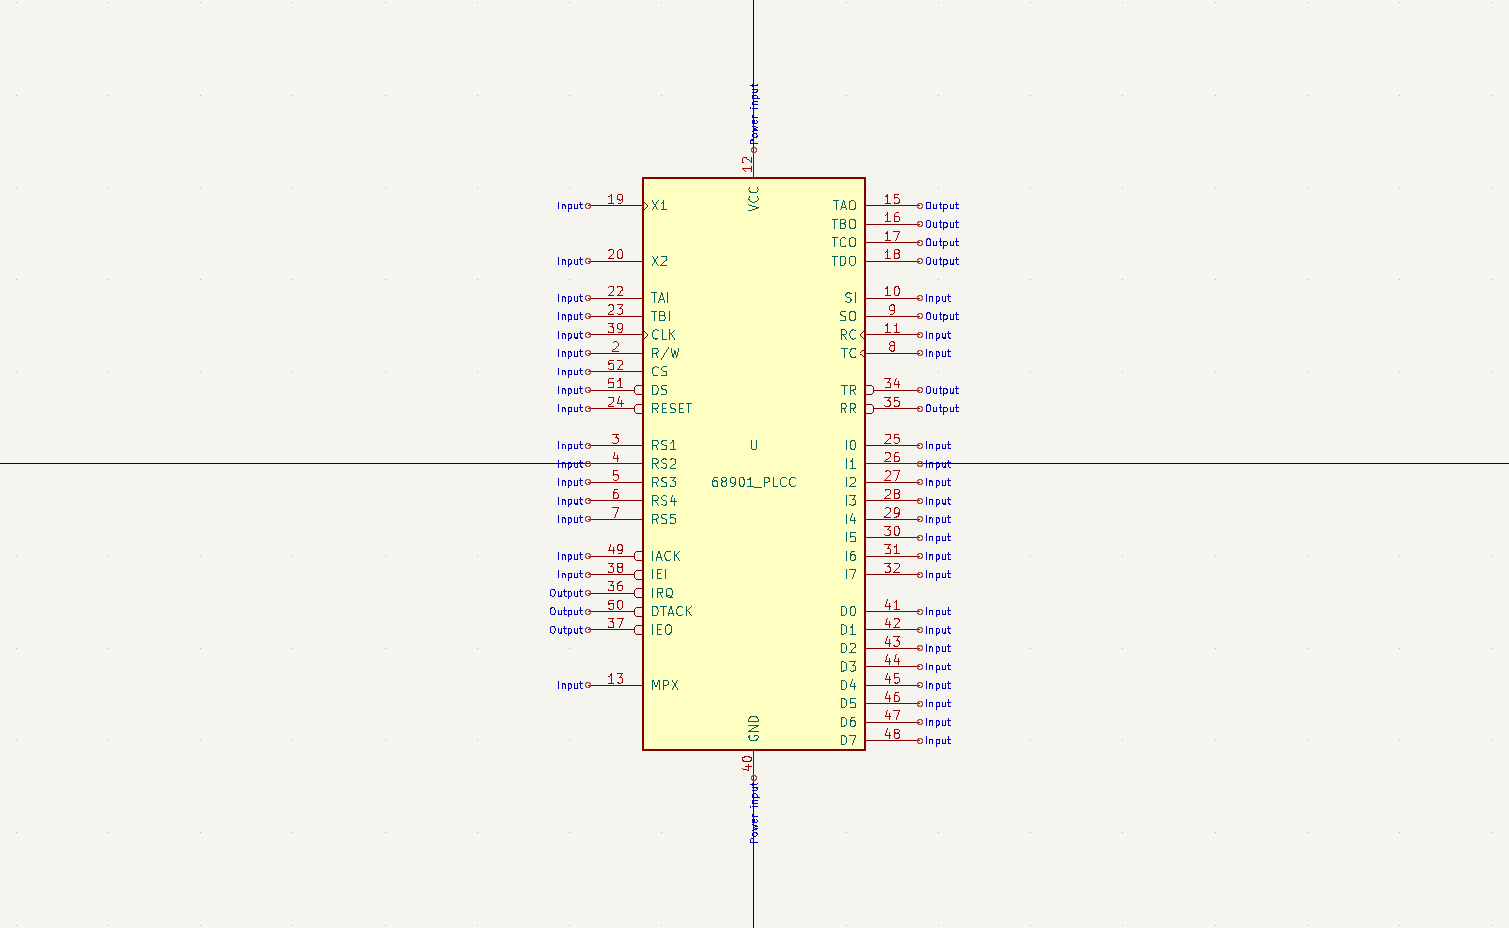 Power input
12
VCC
Input 19 X1
TAO 15 Output
TBO 16 Output
TCO 17 Output
Input 20 X2
TDO 18 Output
Input 22 TAI
SI 10 Input
Input 23 TBI
SO 9 Output
Input 39 CLK
RC 11 Input
Input 2 R/W
TC 8 Input
Input 52 CS
Input 51 DS
TR 34 Output
Input 24 RESET
RR 35 Output
Input 3 RS1
U
I0 25 Input
Input 4 RS2
I1 26 Input
Input 5 RS3
68901_PLCC
I2 27 Input
Input 6 RS4
I3 28 Input
Input 7 RS5
I4 29 Input
I5 30 Input
Input 49 IACK
I6 31 Input
Input 38 IEI
I7 32 Input
Output 36 IRQ
Output 50 DTACK
D0 41 Input
Output 37 IEO
D1 42 Input
D2 43 Input
D3 44 Input
Input 13 MPX
D4 45 Input
D5 46 Input
D6 47 Input
D7 48 Input
GND
40
Power input